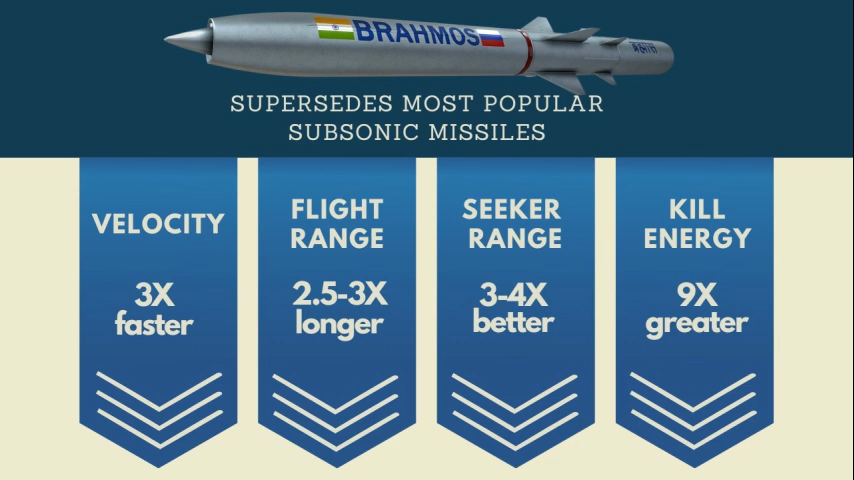 BRAHMOS
SUPERSEDES MOST POPULAR
SUBSONIC MISSILES
VELOCITY
3X
faster
FLIGHT
RANGE
2.5-3X
longer
SEEKER
RANGE
3-4X
better
KILL
ENERGY
9X
greater